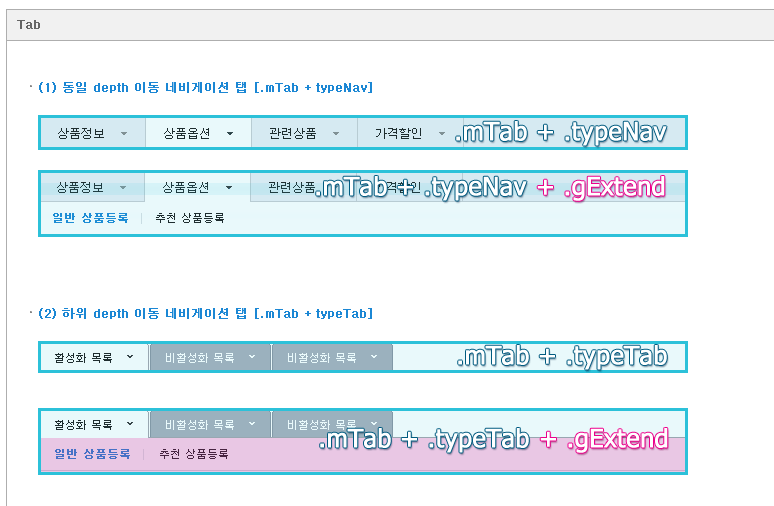 Tab
· (1) 동일 depth 이동 네비게이션 탭 [.mTab + typeNav]
상품정보 상품옵션 관련상품 가격할인 .mTab + .typeNav
상품정보 상품옵션 관련상품 가격할인 .mTab + .typeNav + .gExtend
일반 상품등록 | 추천 상품등록
· (2) 하위 depth 이동 네비게이션 탭 [.mTab + typeTab]
활성화 목록 비활성화 목록 비활성화 목록 .mTab + .typeTab
활성화 목록 비활성화 목록 비활성화 목록
.mTab + .typeTab + .gExtend
일반 상품등록 | 추천 상품등록